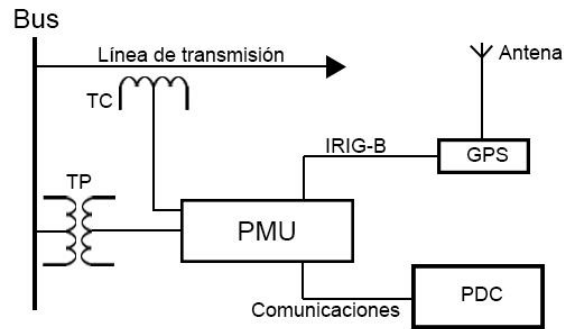 Bus
Línea de transmisión
Antena
TC
IRIG-B
GPS
TP
PMU
PDC
Comunicaciones